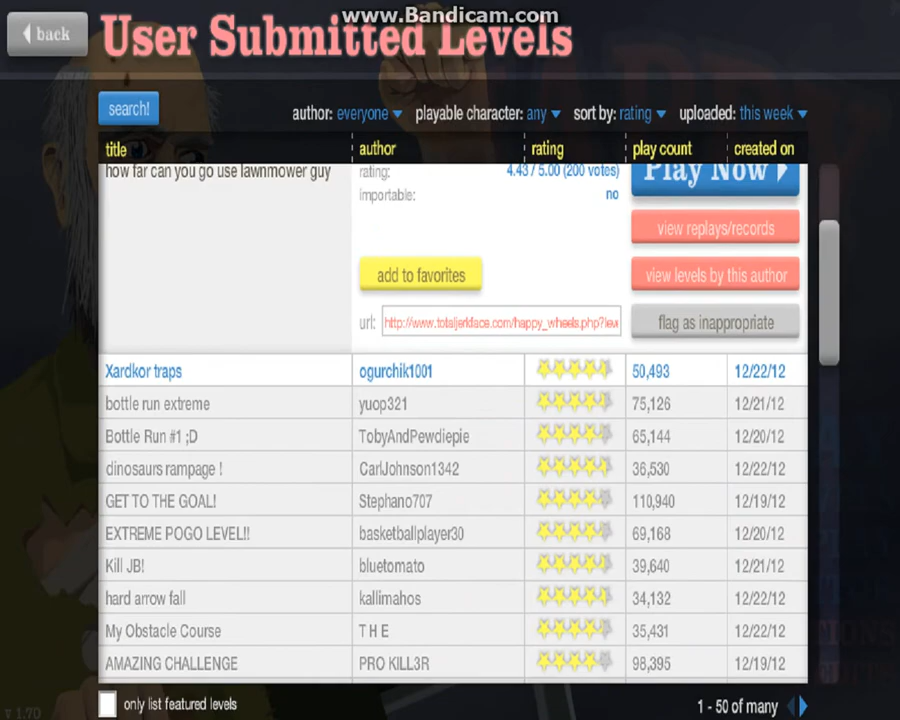 www.Bandicam.com
back
User Submitted Levels
search!
author: everyone playable character: any sort by: rating uploaded: this week
title author rating play count created on
how far can you go use lawnmower guy
rating: 4.43 / 5.00 (200 votes)
Play Now
importable: no
view replays/records
add to favorites
view levels by this author
url: http://www.totaljerkface.com/happy_wheels.php?lev
flag as inappropriate
Xardkor traps ogurchik1001 50,493 12/22/12
bottle run extreme yuop321 75,126 12/21/12
Bottle Run #1 ;D TobyAndPewdiepie 65,144 12/20/12
dinosaurs rampage ! CarlJohnson1342 36,530 12/22/12
GET TO THE GOAL! Stephano707 110,940 12/19/12
EXTREME POGO LEVEL!! basketballplayer30 69,168 12/20/12
Kill JB! bluetomato 39,640 12/21/12
hard arrow fall kallimahos 34,132 12/22/12
My Obstacle Course T H E 35,431 12/22/12
AMAZING CHALLENGE PRO KILL3R 98,395 12/19/12
only list featured levels
1 - 50 of many
v 1.70